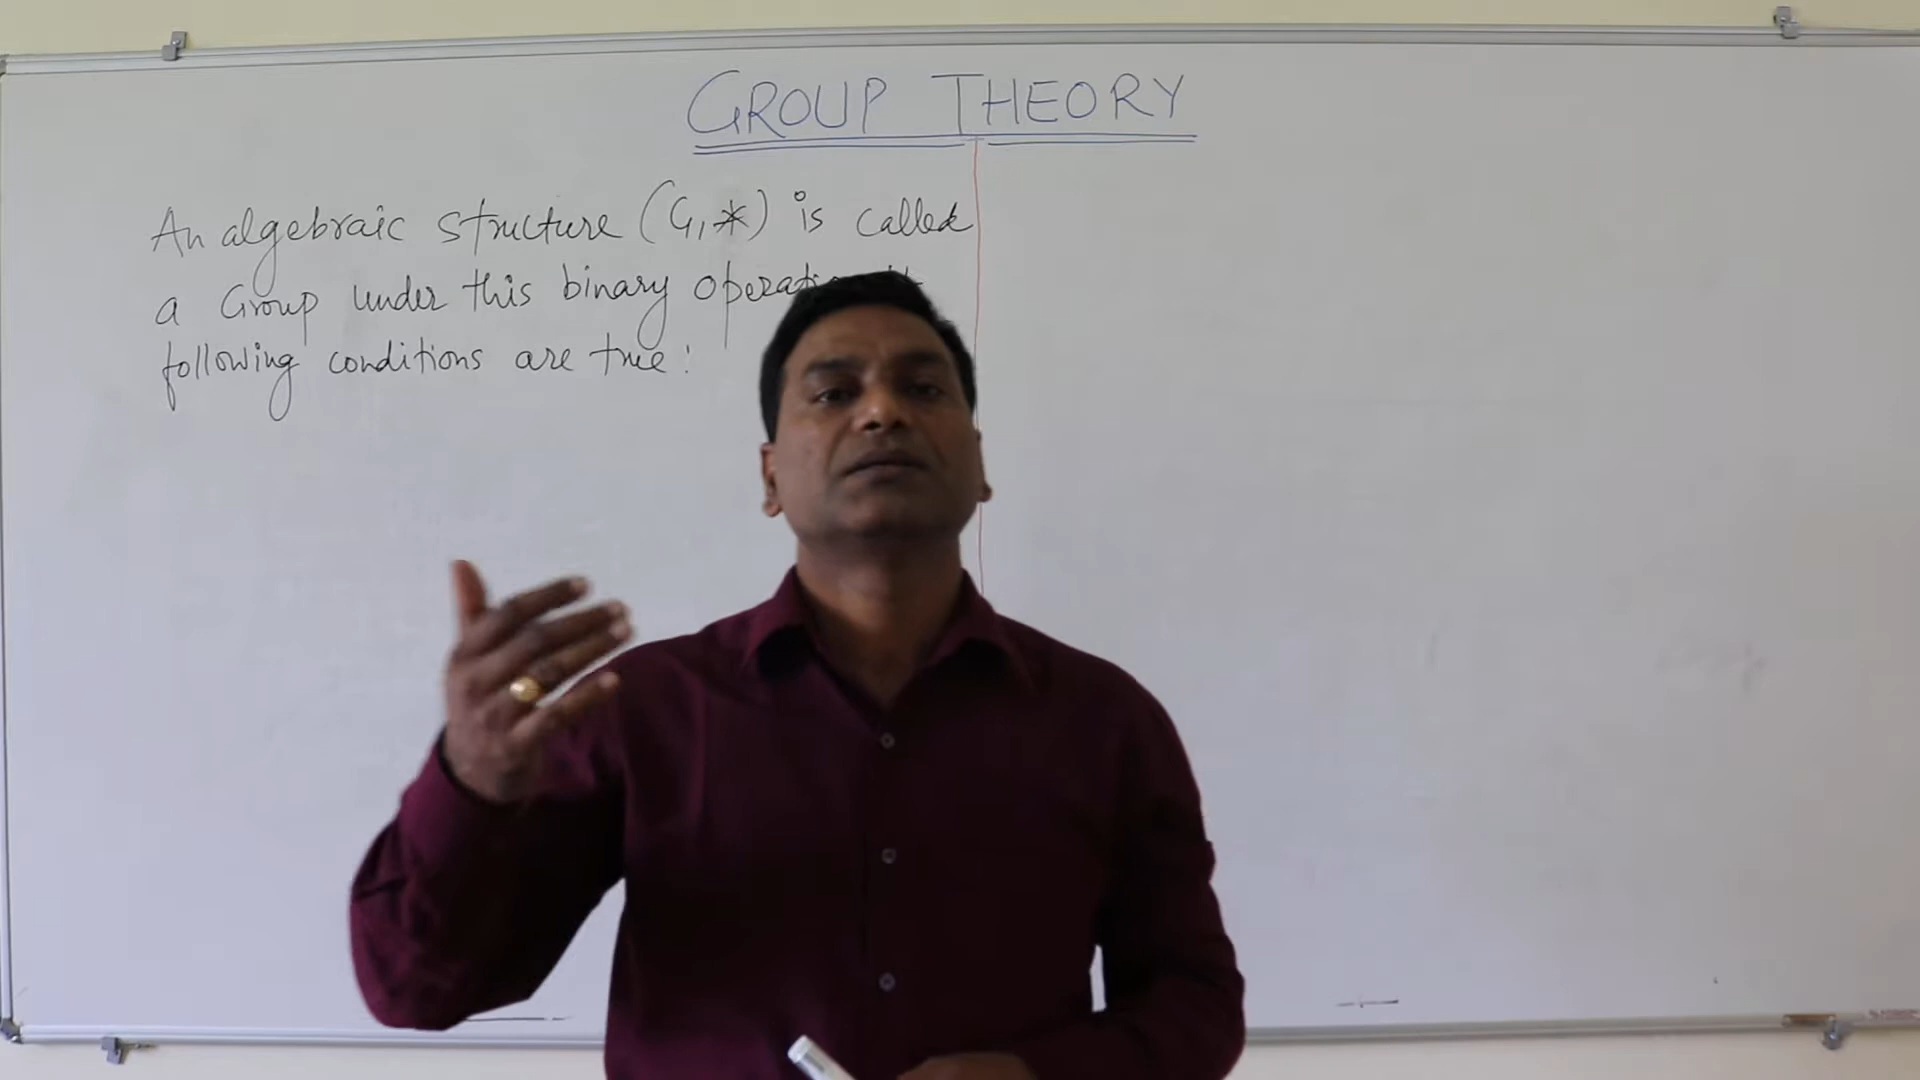 GROUP THEORY
An algebraic structure (G,*) is called
a Group under this binary
following conditions are true: